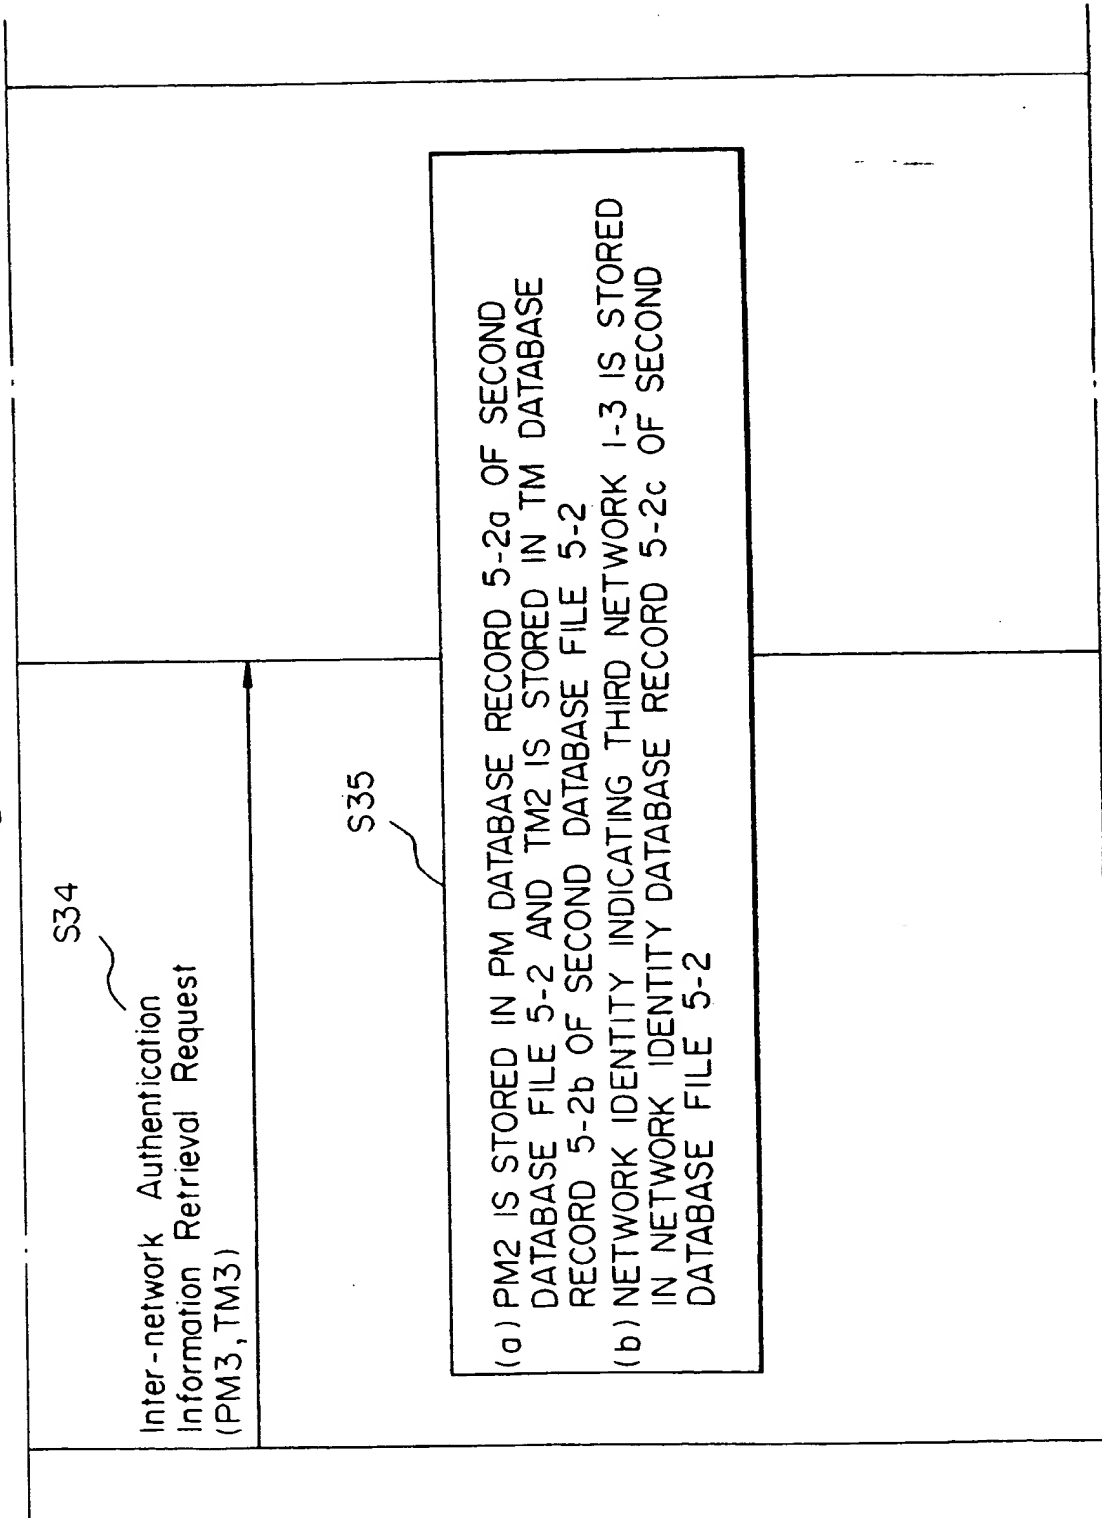 S34
Inter-network Authentication
Information Retrieval Request
(PM3, TM3)
S35
(a) PM2 IS STORED IN PM DATABASE RECORD 5-2a OF SECOND
DATABASE FILE 5-2 AND TM2 IS STORED IN TM DATABASE
RECORD 5-2b OF SECOND DATABASE FILE 5-2
(b) NETWORK IDENTITY INDICATING THIRD NETWORK 1-3 IS STORED
IN NETWORK IDENTITY DATABASE RECORD 5-2c OF SECOND
DATABASE FILE 5-2